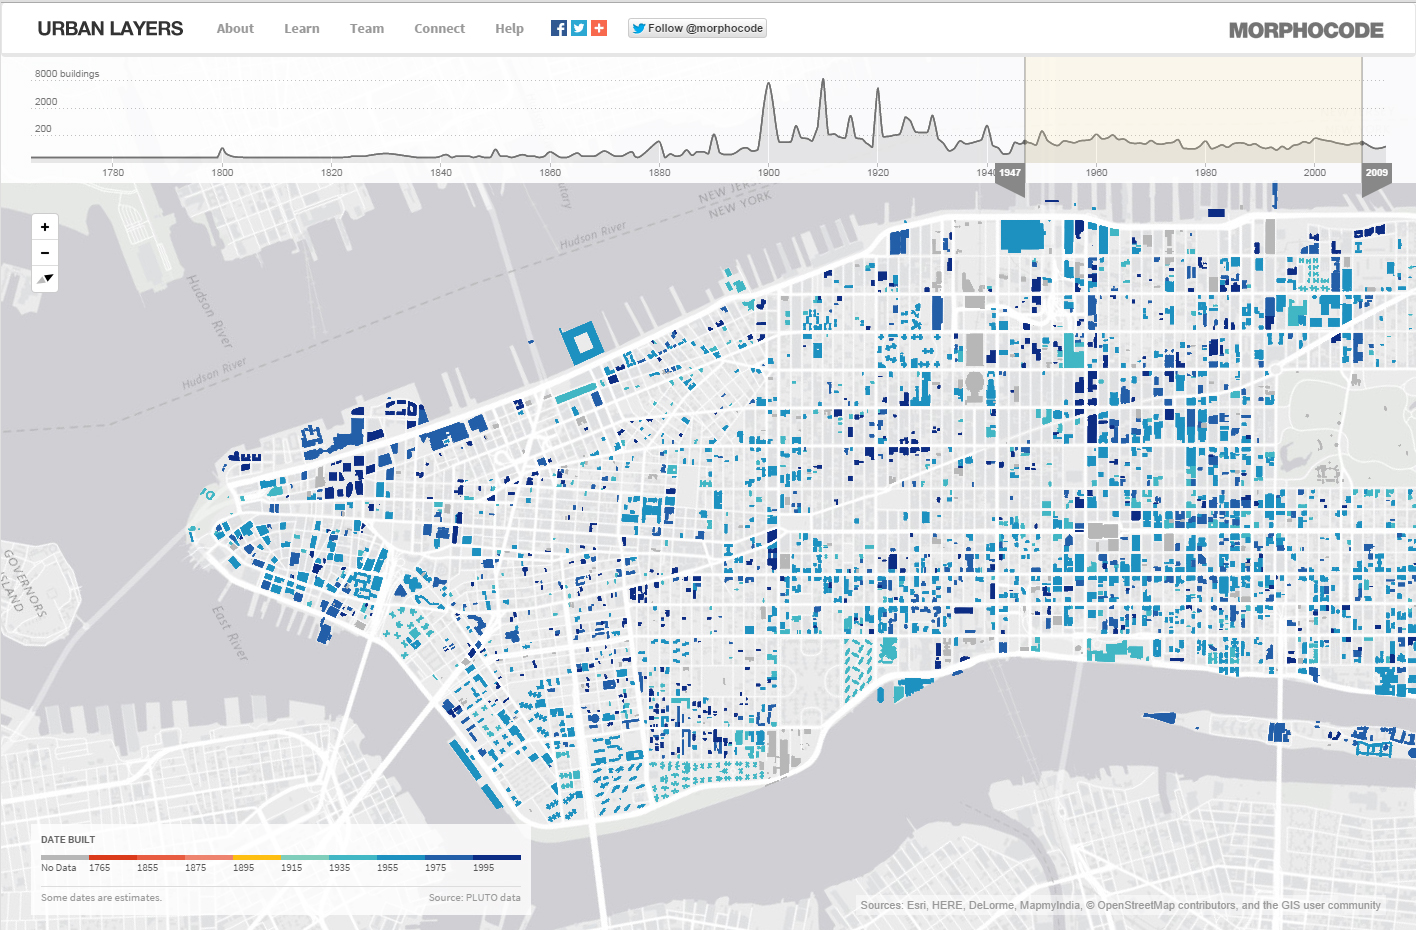 URBAN LAYERS About Learn Team Connect Help Follow @morphocode MORPHOCODE
8000 buildings
2000
200
1780 1800 1820 1840 1860 1880 1900 1920 1940 1947 1960 1980 2000 2009
NEW JERSEY
NEW YORK
Hudson River
Hudson River
Hudson River
GOVERNORS
ISLAND
East River
DATE BUILT
No Data 1765 1855 1875 1895 1915 1935 1955 1975 1995
Some dates are estimates. Source: PLUTO data
Sources: Esri, HERE, DeLorme, MapmyIndia, © OpenStreetMap contributors, and the GIS user community